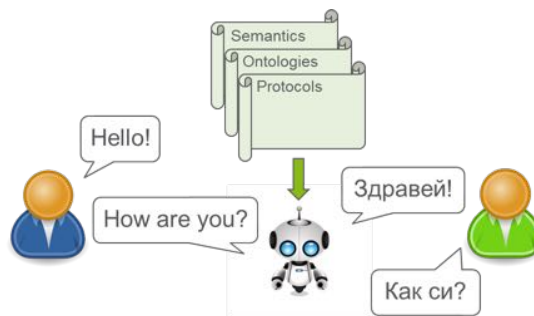 Semantics
Ontologies
Protocols
Hello!
How are you?
Здравей!
Как си?